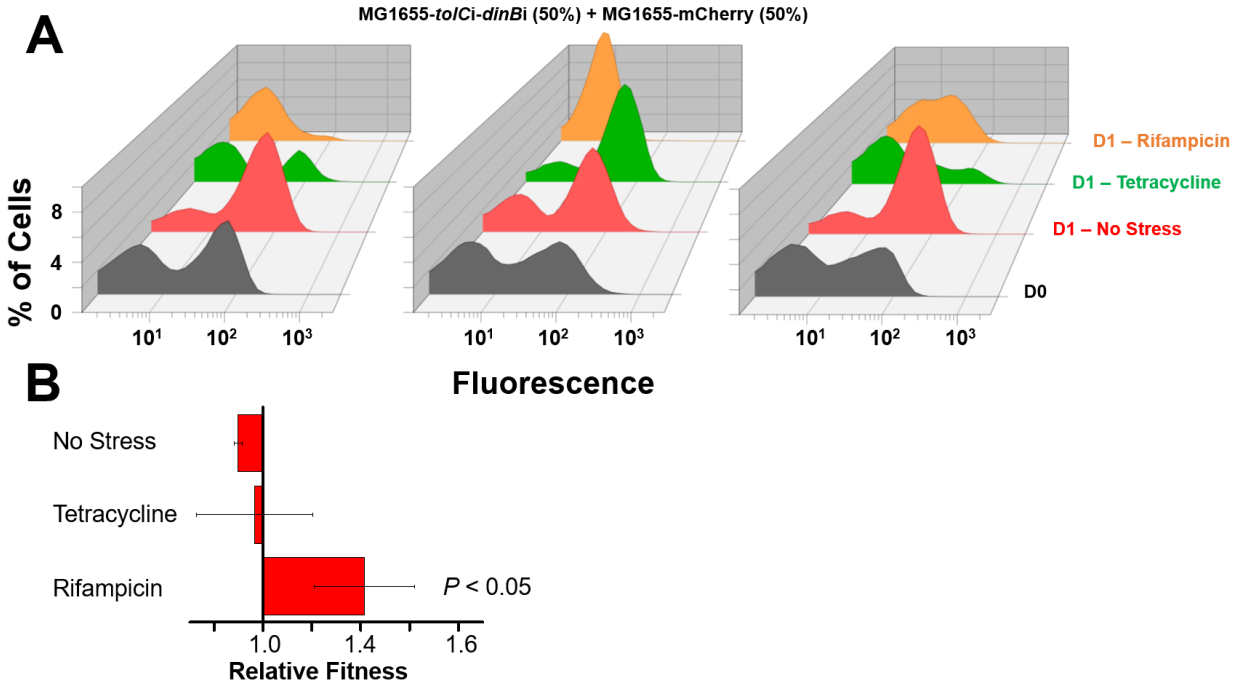 MG1655-tolCi-dinBi (50%) + MG1655-mCherry (50%)
A
% of Cells
8
4
0
10¹ 10² 10³
10¹ 10² 10³
10¹ 10² 10³
D1 – Rifampicin
D1 – Tetracycline
D1 – No Stress
D0
Fluorescence
B
No Stress
Tetracycline
Rifampicin
P < 0.05
1.0 1.4 1.6
Relative Fitness